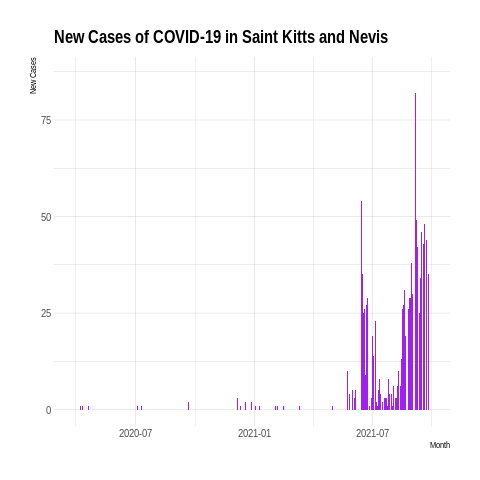 New Cases of COVID-19 in Saint Kitts and Nevis
New Cases
75
50
25
0
2020-07
2021-01
2021-07
Month